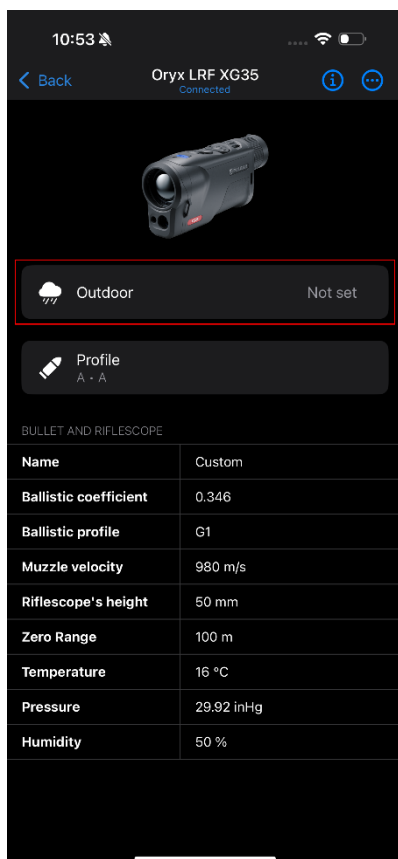 10:53
Back
Oryx LRF XG35
Connected
Outdoor
Not set
Profile
A • A
BULLET AND RIFLESCOPE
Name Custom
Ballistic coefficient 0.346
Ballistic profile G1
Muzzle velocity 980 m/s
Riflescope's height 50 mm
Zero Range 100 m
Temperature 16 °C
Pressure 29.92 inHg
Humidity 50 %